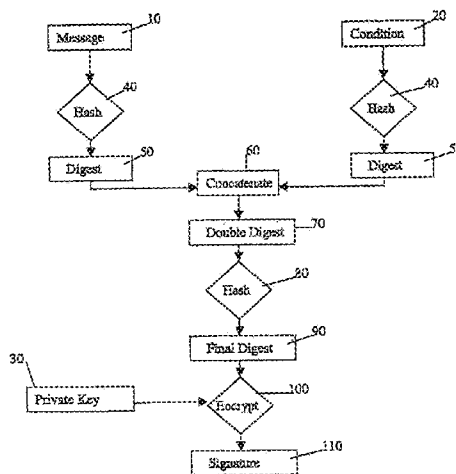 10
20
Message
Condition
40
40
Hash
Hash
50
60
5
Digest
Digest
Concatenate
70
Double Digest
80
Hash
90
Final Digest
30
100
Private Key
Encrypt
110
Signature